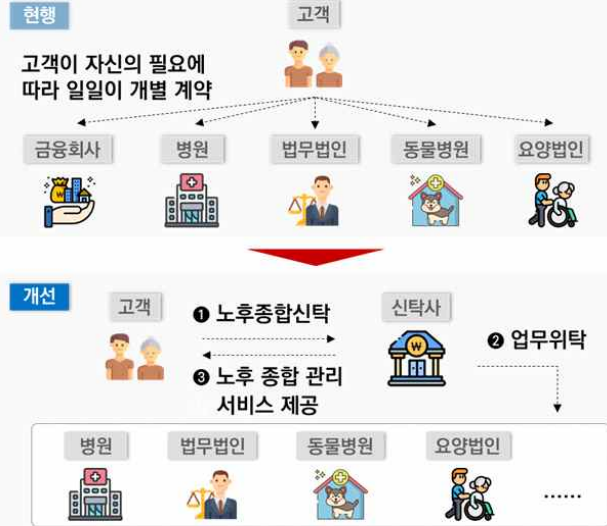 현행
고객
고객이 자신의 필요에
따라 일일이 개별 계약
금융회사 병원 법무법인 동물병원 요양법인
개선
고객 ❶ 노후종합신탁 신탁사
❷ 업무위탁
❸ 노후 종합 관리
서비스 제공
병원 법무법인 동물병원 요양법인
······